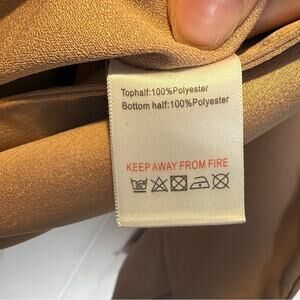 Tophalf:100%Polyester
Bottom half:100%Polyester
KEEP AWAY FROM FIRE